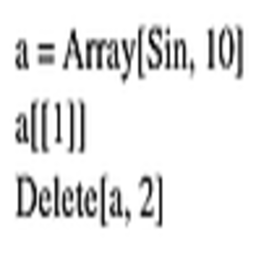 a = Array[Sin, 10]
a[[1]]
Delete[a, 2]